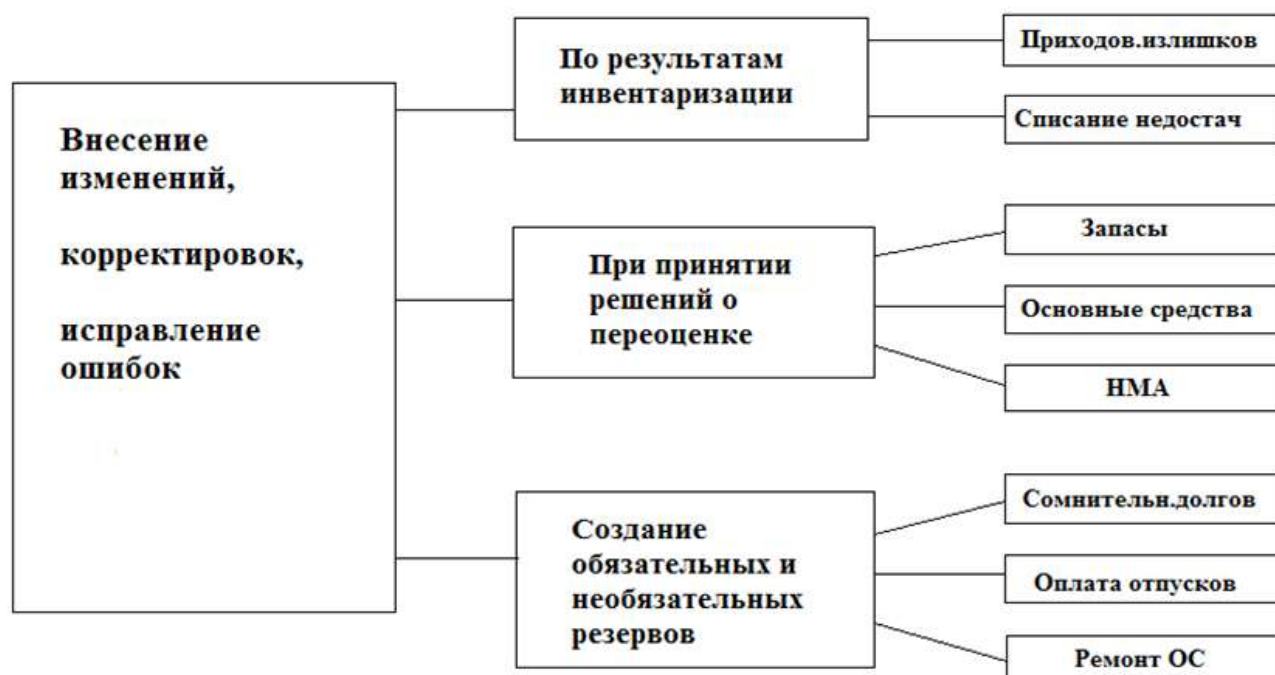 Внесение
изменений,
корректировок,
исправление
ошибок
По результатам
инвентаризации
Приходов.излишков
Списание недостач
При принятии
решений о
переоценке
Запасы
Основные средства
НМА
Создание
обязательных и
необязательных
резервов
Сомнительн.долгов
Оплата отпусков
Ремонт ОС